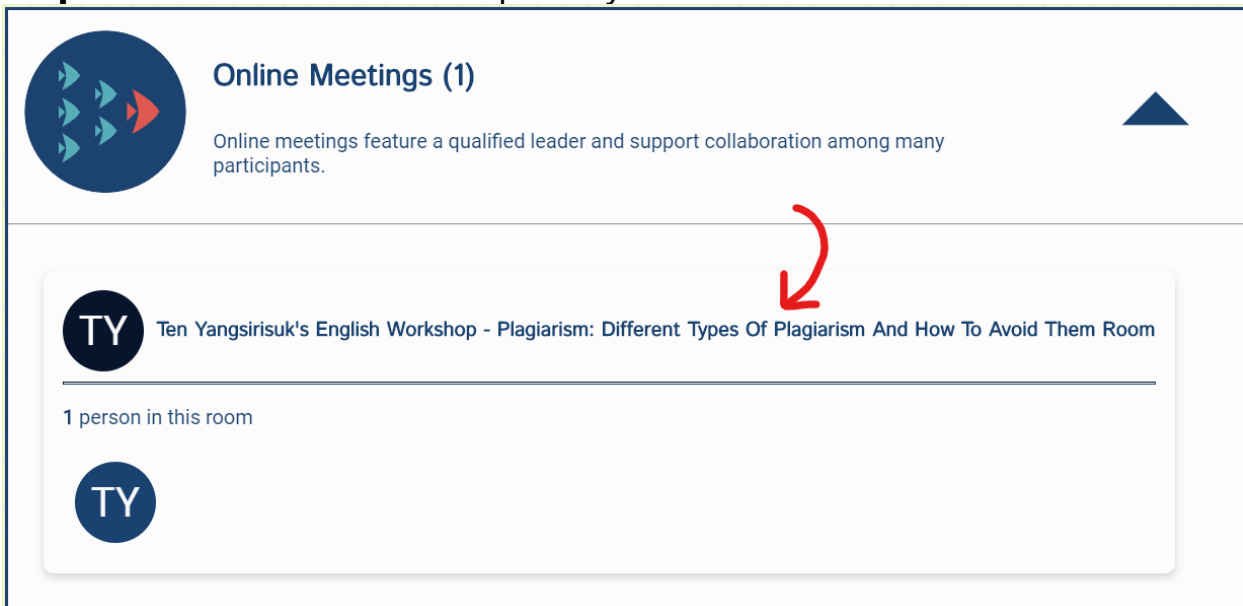 Online Meetings (1)
Online meetings feature a qualified leader and support collaboration among many
participants.
TY
Ten Yangsirisuk's English Workshop - Plagiarism: Different Types Of Plagiarism And How To Avoid Them Room
1 person in this room
TY